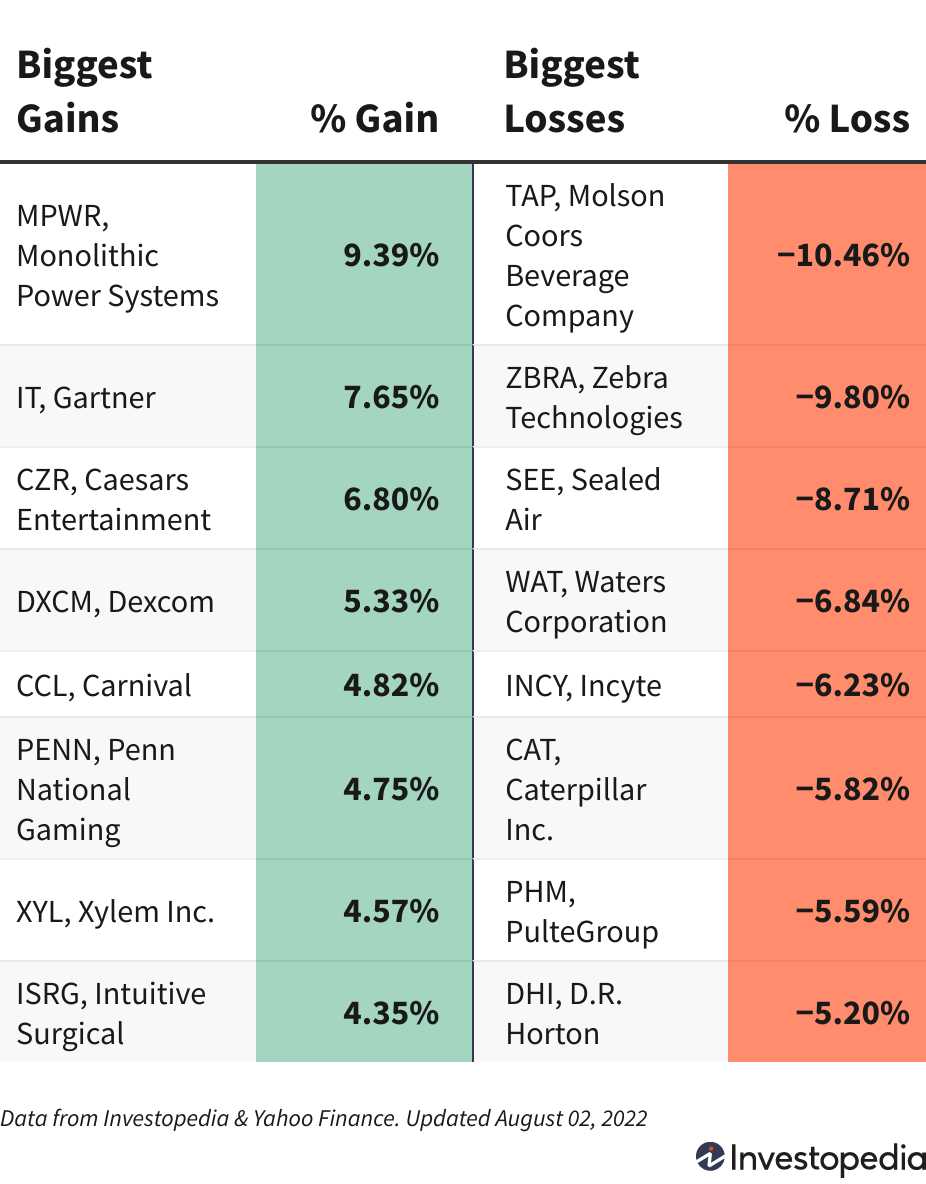 Biggest
Gains
% Gain
Biggest
Losses
% Loss
MPWR,
Monolithic
Power Systems
9.39%
TAP, Molson
Coors
Beverage
Company
−10.46%
IT, Gartner
7.65%
ZBRA, Zebra
Technologies
−9.80%
CZR, Caesars
Entertainment
6.80%
SEE, Sealed
Air
−8.71%
DXCM, Dexcom
5.33%
WAT, Waters
Corporation
−6.84%
CCL, Carnival
4.82%
INCY, Incyte
−6.23%
PENN, Penn
National
Gaming
4.75%
CAT,
Caterpillar
Inc.
−5.82%
XYL, Xylem Inc.
4.57%
PHM,
PulteGroup
−5.59%
ISRG, Intuitive
Surgical
4.35%
DHI, D.R.
Horton
−5.20%
Data from Investopedia & Yahoo Finance. Updated August 02, 2022
Investopedia